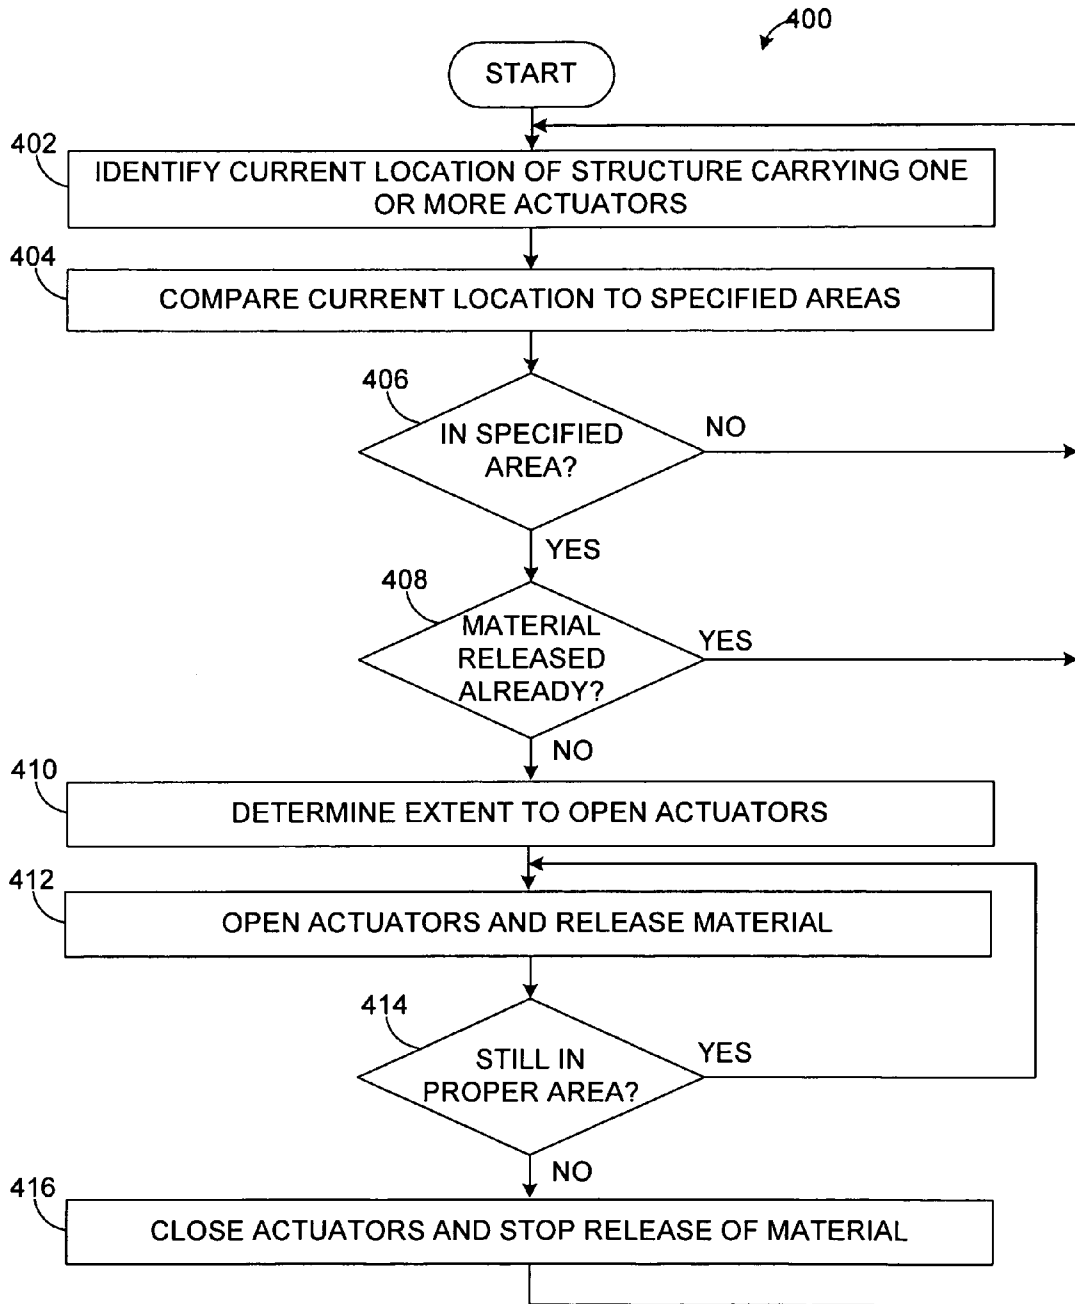 400
START
402
IDENTIFY CURRENT LOCATION OF STRUCTURE CARRYING ONE
OR MORE ACTUATORS
404
COMPARE CURRENT LOCATION TO SPECIFIED AREAS
406
IN SPECIFIED
AREA?
NO
YES
408
MATERIAL
RELEASED
ALREADY?
YES
NO
410
DETERMINE EXTENT TO OPEN ACTUATORS
412
OPEN ACTUATORS AND RELEASE MATERIAL
414
STILL IN
PROPER AREA?
YES
NO
416
CLOSE ACTUATORS AND STOP RELEASE OF MATERIAL